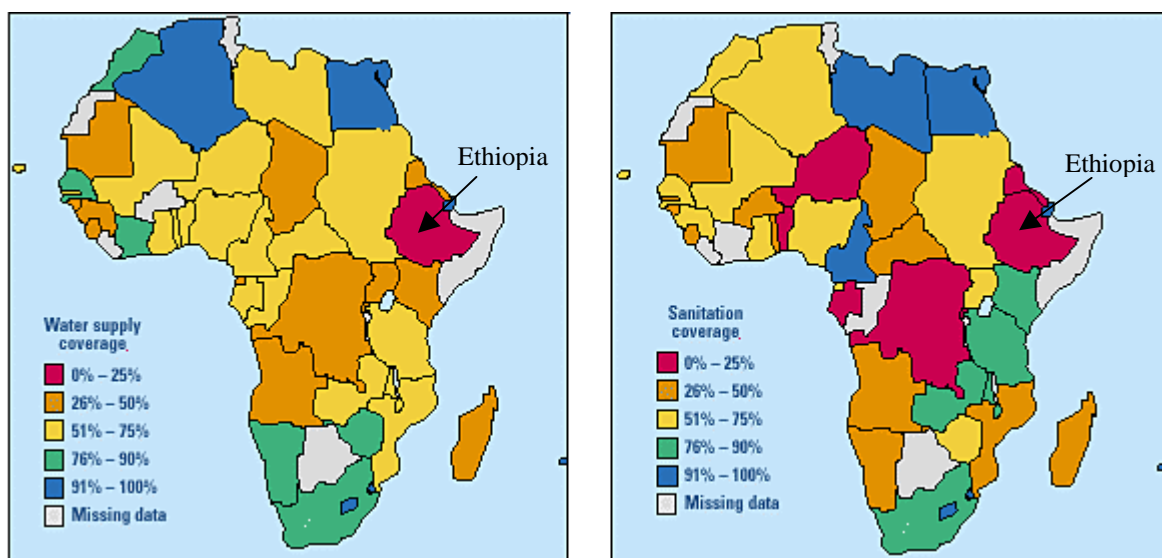 Ethiopia
Water supply
coverage.
0% – 25%
26% – 50%
51% – 75%
76% – 90%
91% – 100%
Missing data
Ethiopia
Sanitation
coverage.
0% – 25%
26% – 50%
51% – 75%
76% – 90%
91% – 100%
Missing data